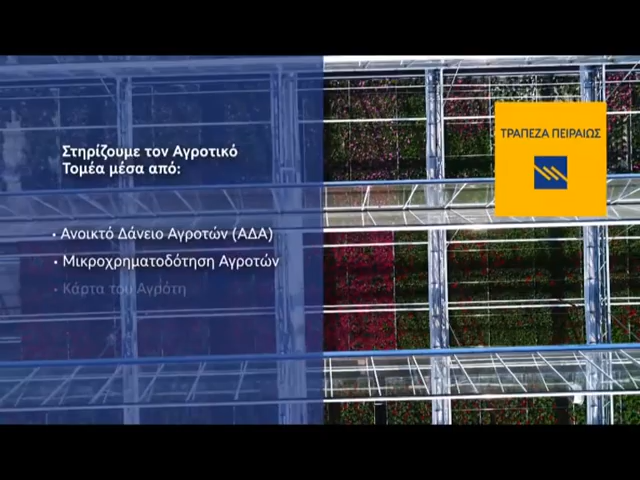 Στηρίζουμε τον Αγροτικό
Τομέα μέσα από:
• Ανοικτό Δάνειο Αγροτών (ΑΔΑ)
• Μικροχρηματοδότηση Αγροτών
• Κάρτα του Αγρότη
ΤΡΑΠΕΖΑ ΠΕΙΡΑΙΩΣ